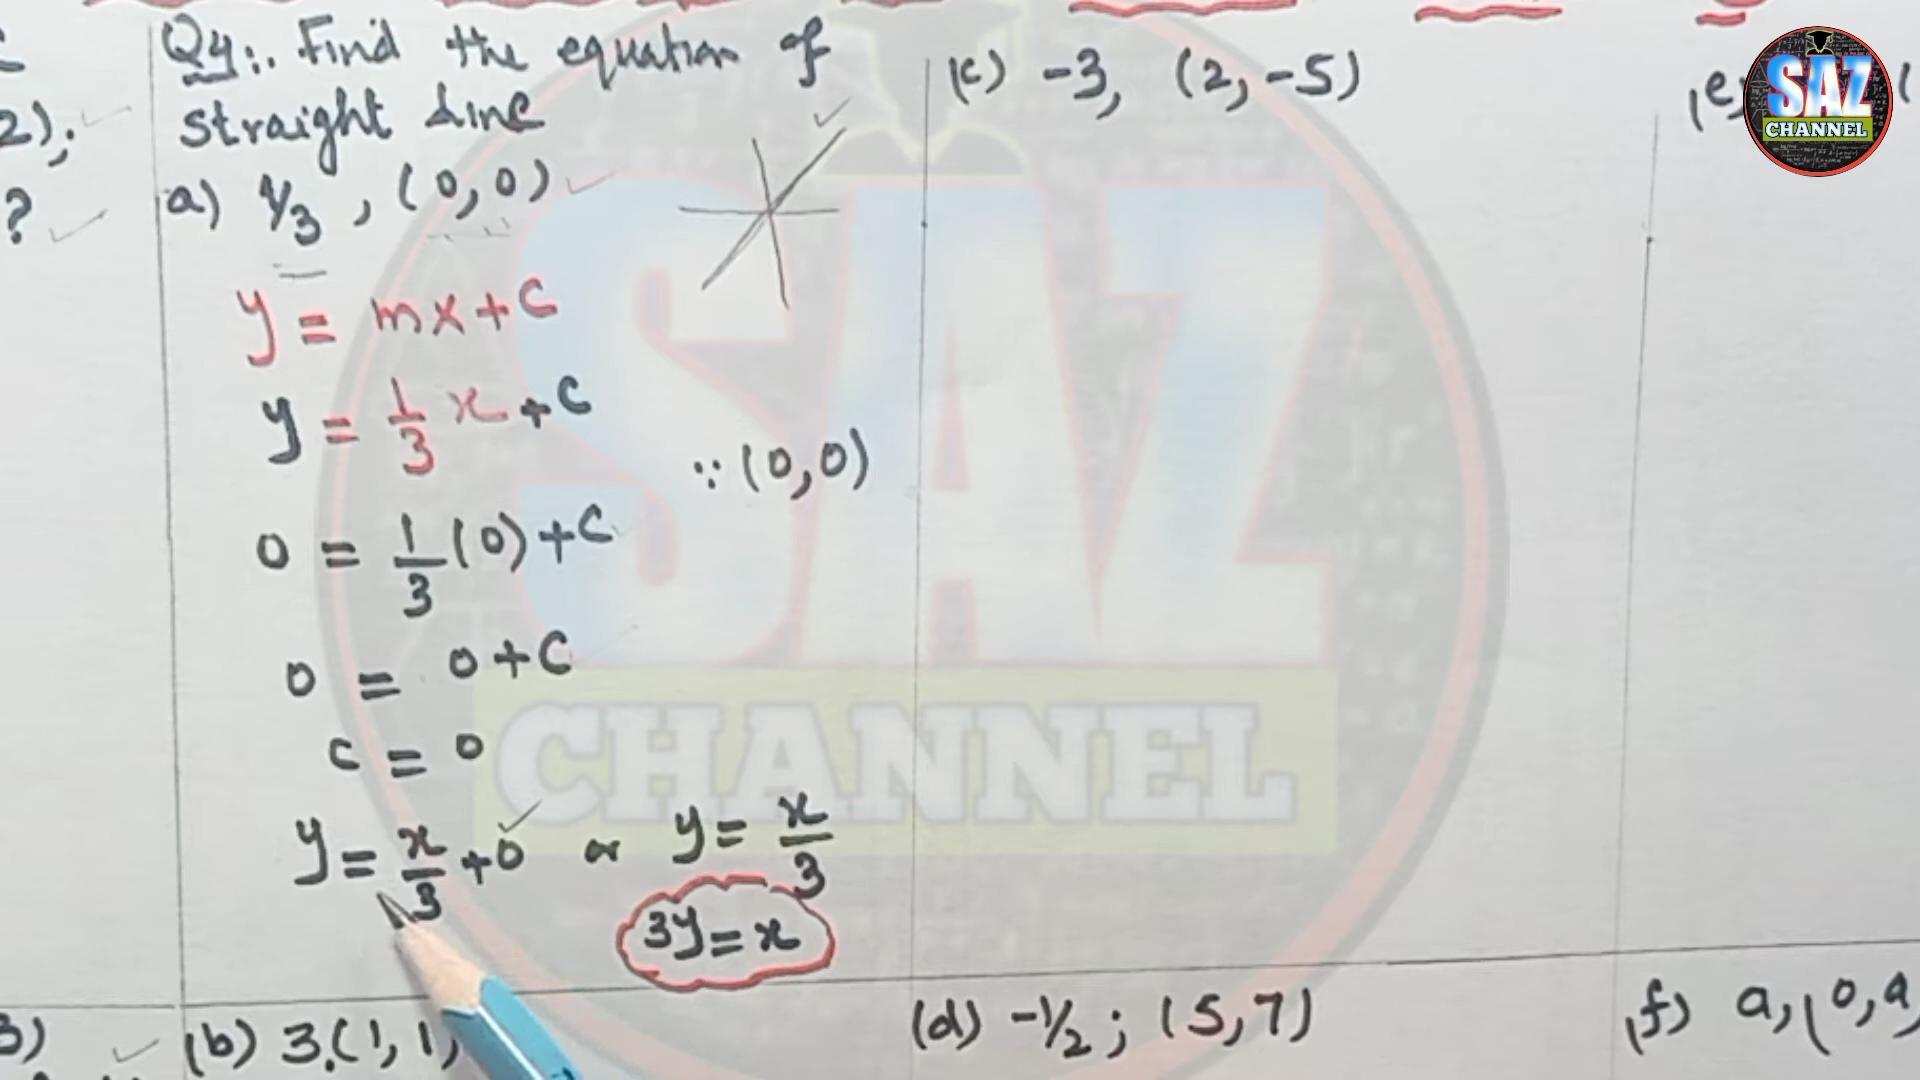 2);
?
3)
Q4:. Find the equation of
straight Line
a) 1/3 , (0,0)
y = mx+c
y = 1/3 x +c
∵ (0,0)
0 = 1/3 (0) +c
0 = 0+c
c = 0
y = x/3 +0 or y = x/3
3y = x
(b) 3.(1,1
(c) -3, (2,-5)
(d) -1/2 ; (5,7)
(e)
(f) a,(0,a
SAZ
CHANNEL
SAZ
CHANNEL